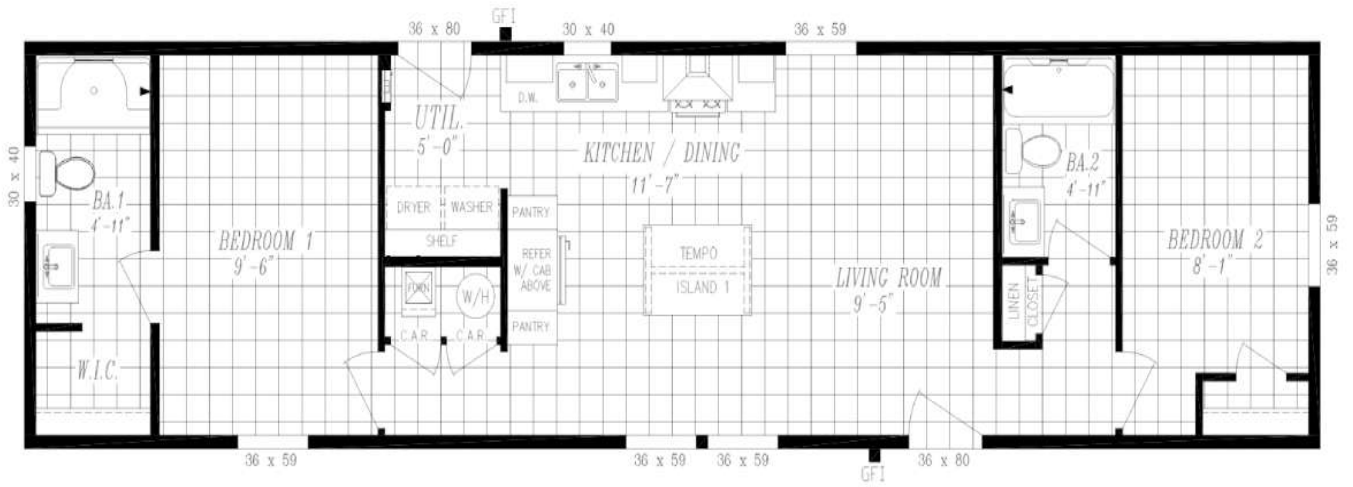 GFI
36 x 80
30 x 40
36 x 59
D.W.
UTIL.
5'-0"
KITCHEN / DINING
11'-7"
30 x 40
BA.1
4'-11"
BA.2
4'-11"
DRYER
WASHER
SHELF
PANTRY
BEDROOM 1
9'-6"
REFER
W/ CAB
ABOVE
TEMPO
ISLAND 1
LIVING ROOM
9'-5"
BEDROOM 2
8'-1"
36 x 59
FURN
W/H
LINEN
CLOSET
C.A.R.
C.A.R.
PANTRY
W.I.C.
36 x 59
36 x 59
36 x 59
GFI
36 x 80